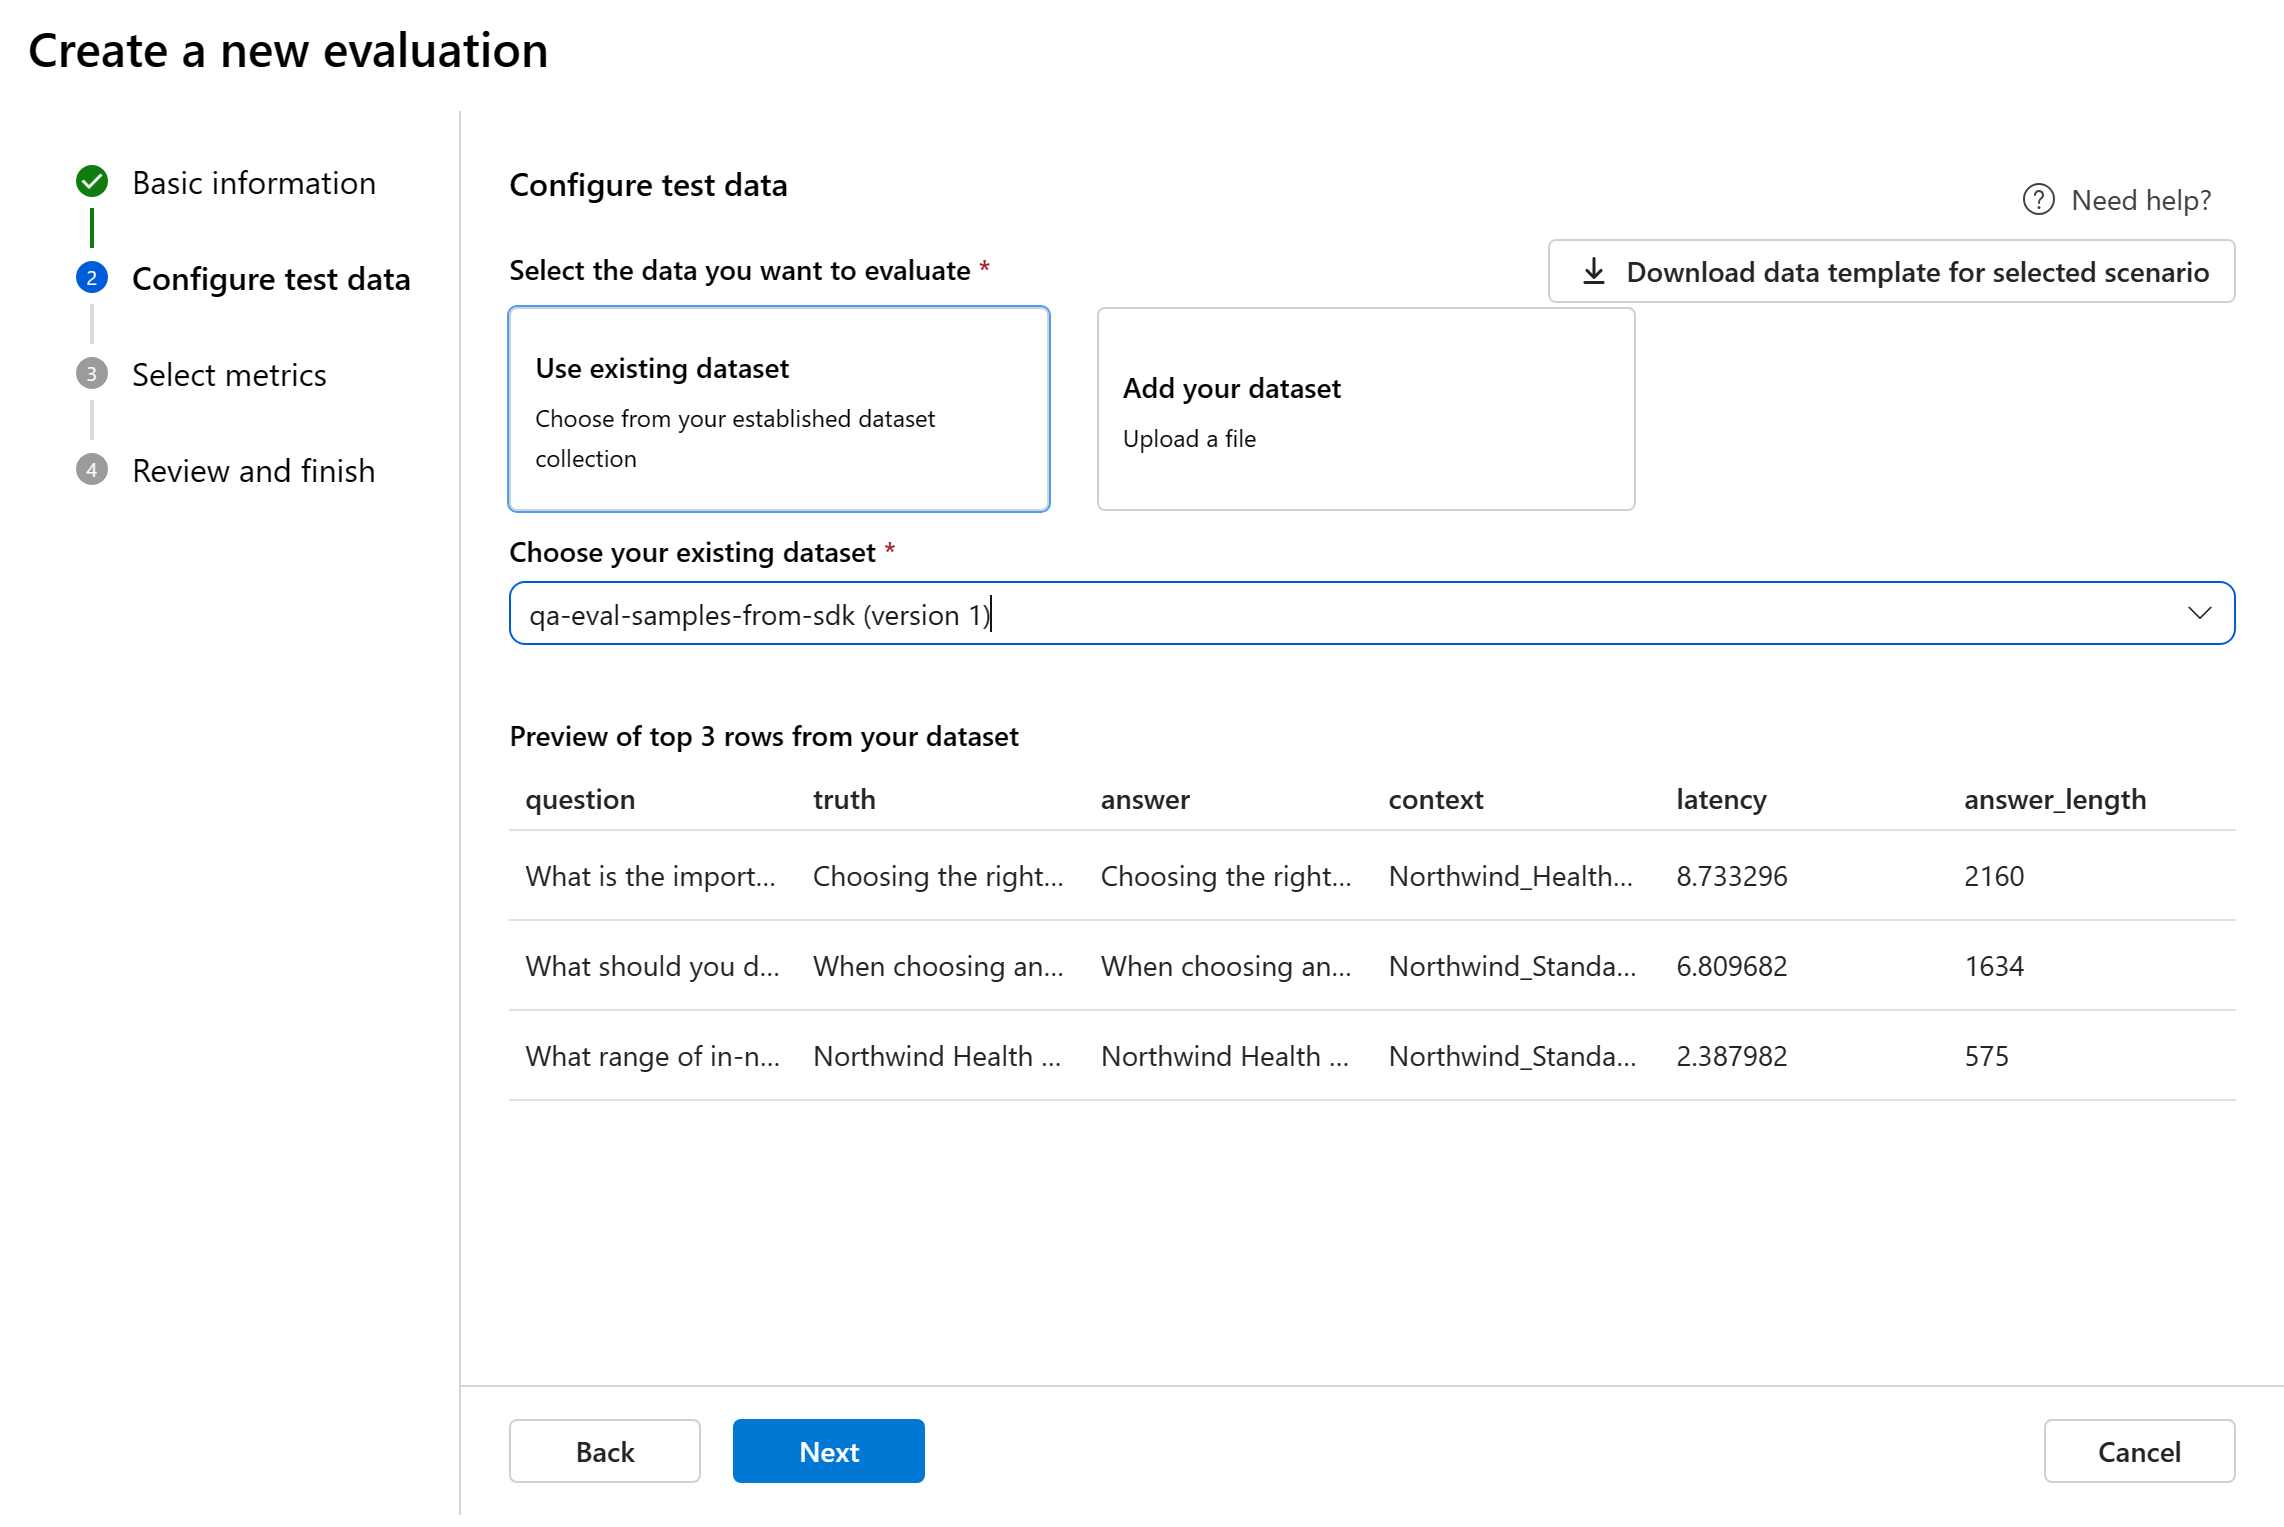 Create a new evaluation
Basic information
2 Configure test data
3 Select metrics
4 Review and finish
Configure test data
? Need help?
Select the data you want to evaluate *
Download data template for selected scenario
Use existing dataset
Choose from your established dataset
collection
Add your dataset
Upload a file
Choose your existing dataset *
qa-eval-samples-from-sdk (version 1)
Preview of top 3 rows from your dataset
question truth answer context latency answer_length
What is the import... Choosing the right... Choosing the right... Northwind_Health... 8.733296 2160
What should you d... When choosing an... When choosing an... Northwind_Standa... 6.809682 1634
What range of in-n... Northwind Health ... Northwind Health ... Northwind_Standa... 2.387982 575
Back Next Cancel